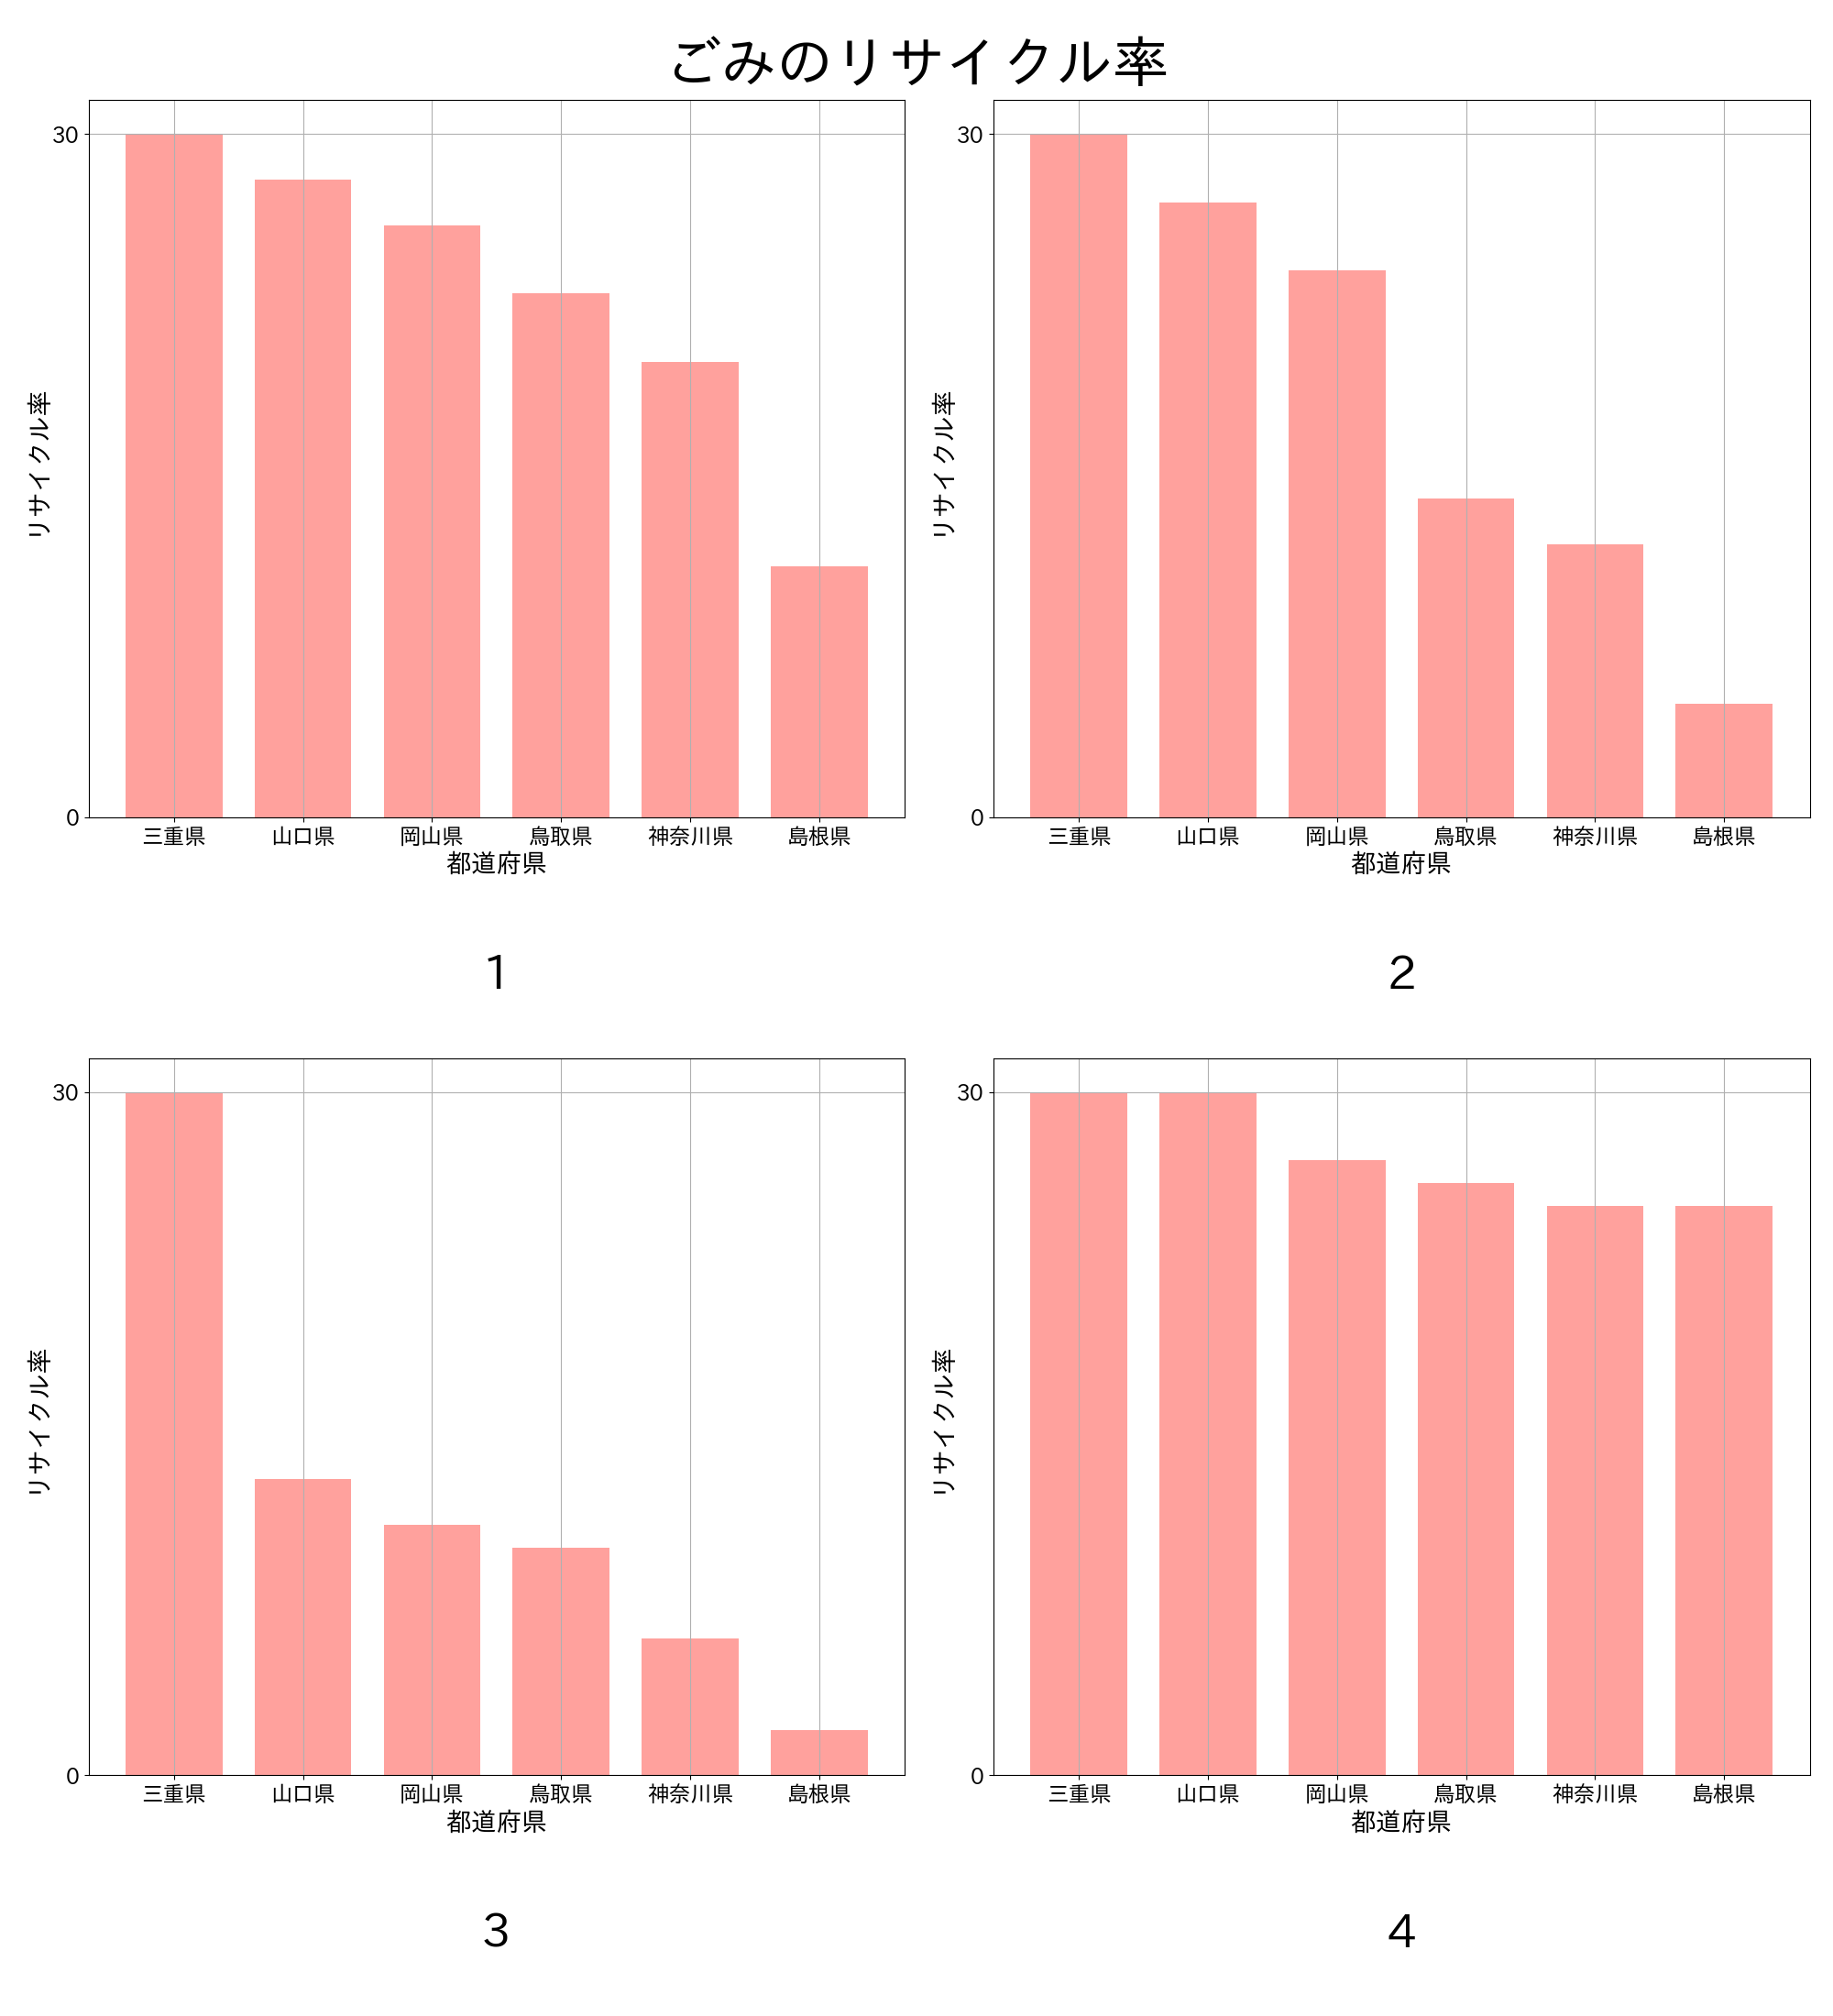 ごみのリサイクル率
リサイクル率
30
0
三重県 山口県 岡山県 鳥取県 神奈川県 島根県
都道府県
1
リサイクル率
30
0
三重県 山口県 岡山県 鳥取県 神奈川県 島根県
都道府県
2
リサイクル率
30
0
三重県 山口県 岡山県 鳥取県 神奈川県 島根県
都道府県
3
リサイクル率
30
0
三重県 山口県 岡山県 鳥取県 神奈川県 島根県
都道府県
4